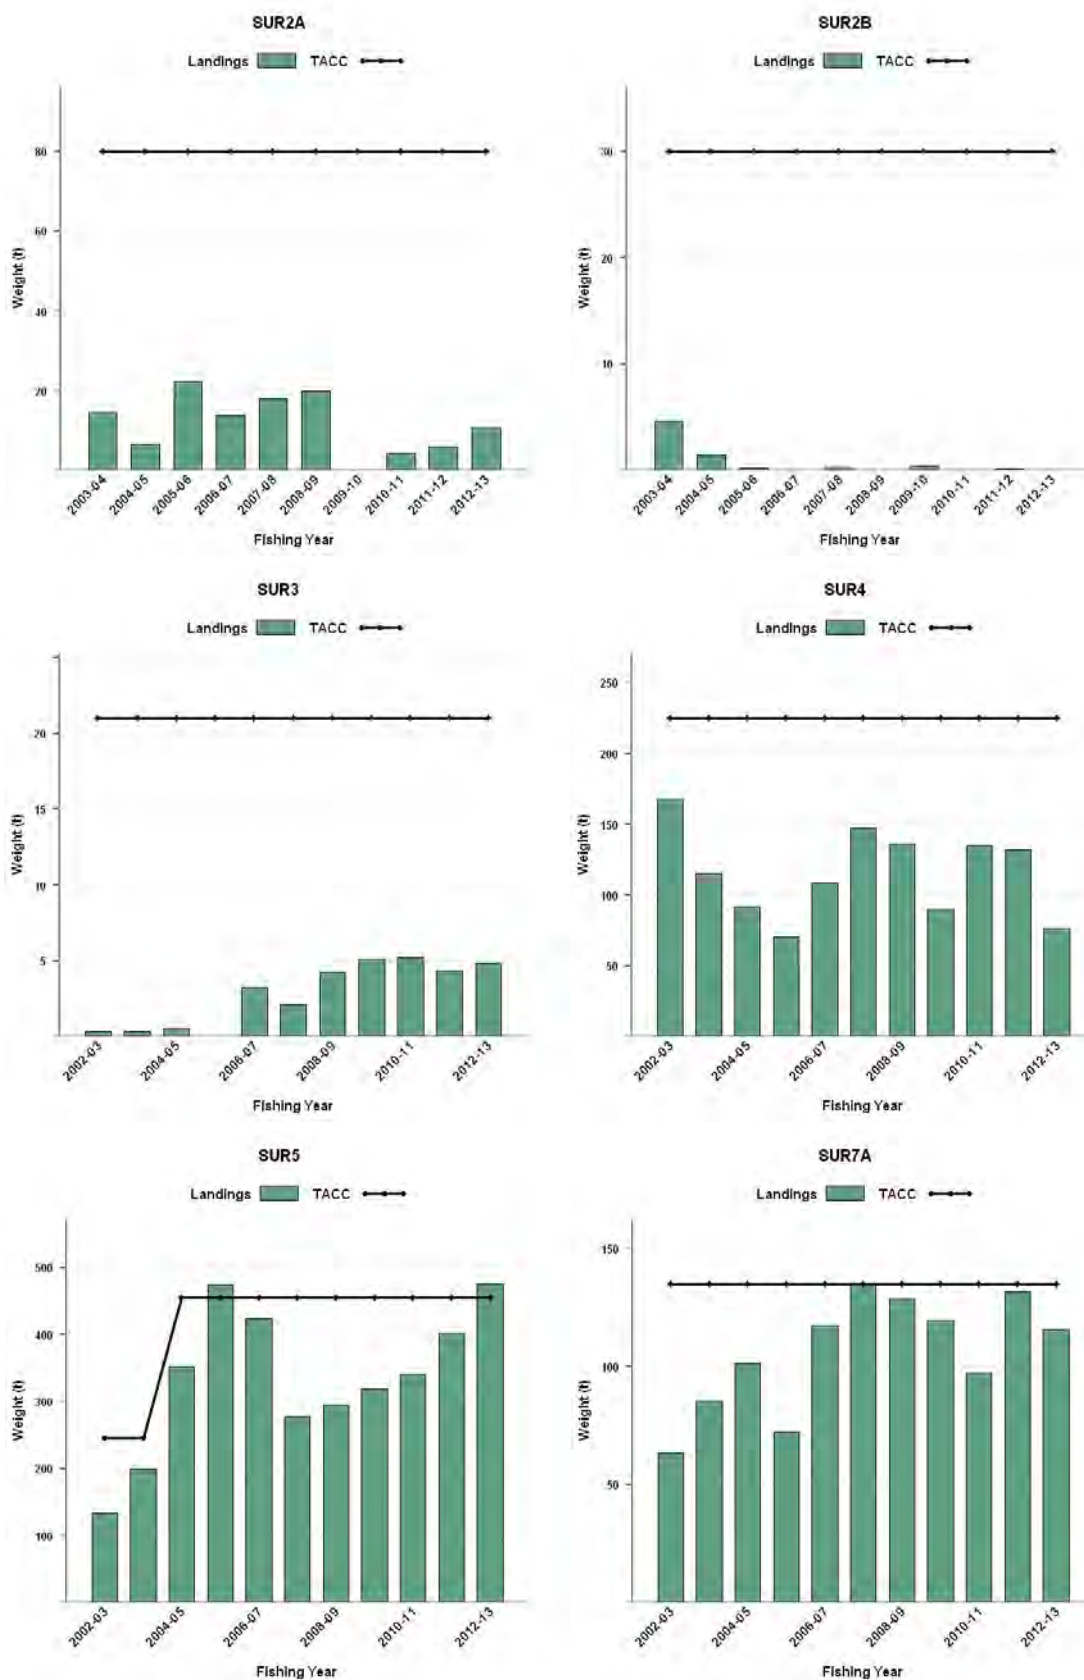 SUR2A
Landings TACC
Weight (t)
80
60
40
20
2003-04 2004-05 2005-06 2006-07 2007-08 2008-09 2009-10 2010-11 2011-12 2012-13
Fishing Year
SUR2B
Landings TACC
Weight (t)
30
20
10
2003-04 2004-05 2005-06 2006-07 2007-08 2008-09 2009-10 2010-11 2011-12 2012-13
Fishing Year
SUR3
Landings TACC
Weight (t)
20
15
10
5
2002-03 2004-05 2006-07 2008-09 2010-11 2012-13
Fishing Year
SUR4
Landings TACC
Weight (t)
250
200
150
100
50
2002-03 2004-05 2006-07 2008-09 2010-11 2012-13
Fishing Year
SUR5
Landings TACC
Weight (t)
500
400
300
200
100
2002-03 2004-05 2006-07 2008-09 2010-11 2012-13
Fishing Year
SUR7A
Landings TACC
Weight (t)
150
100
50
2002-03 2004-05 2006-07 2008-09 2010-11 2012-13
Fishing Year